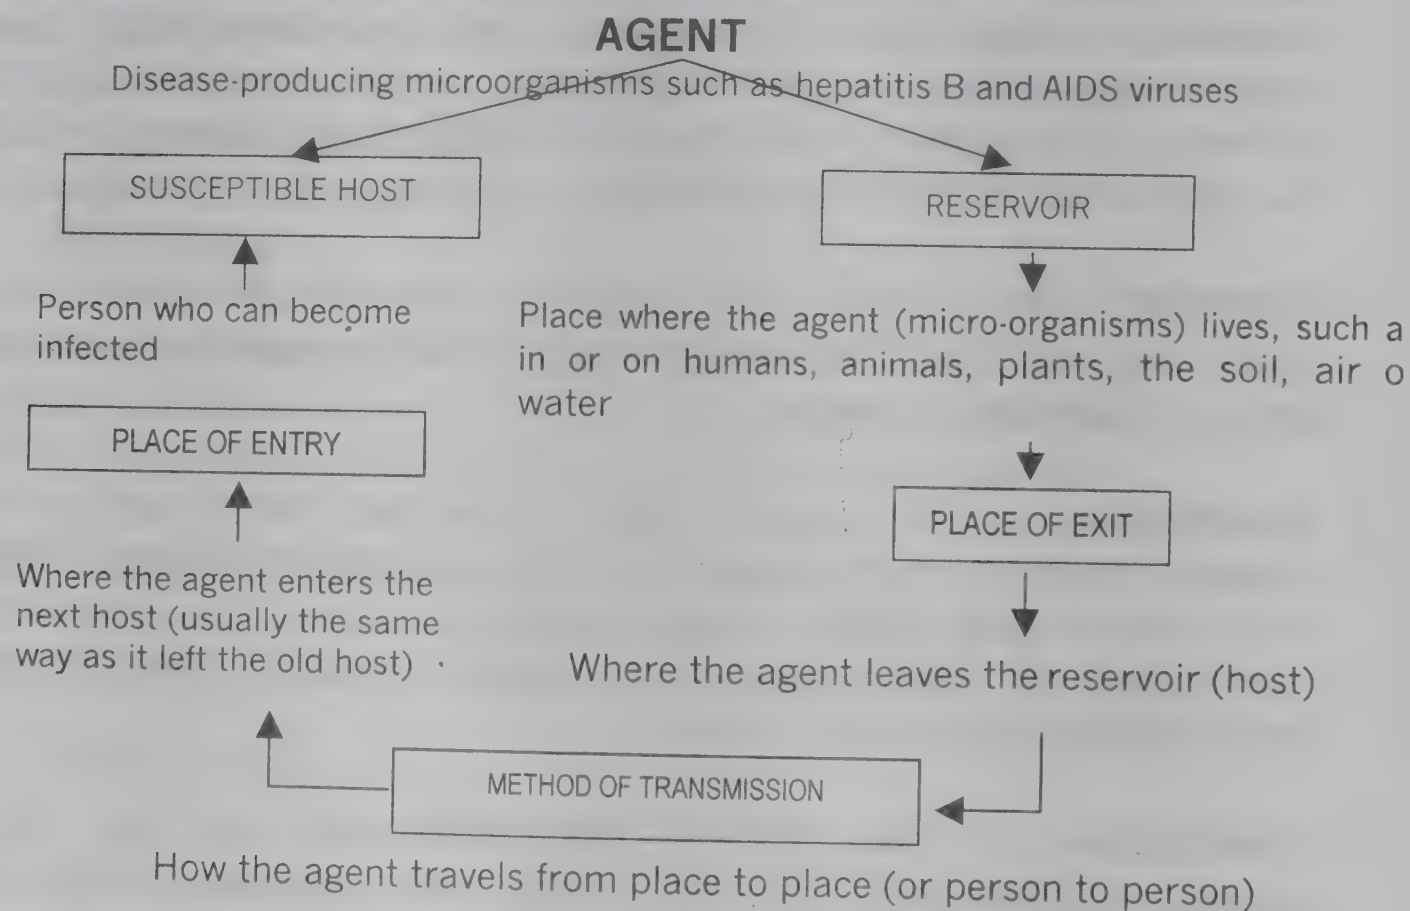 AGENT
Disease-producing microorganisms such as hepatitis B and AIDS viruses
SUSCEPTIBLE HOST
RESERVOIR
Person who can become
infected
Place where the agent (micro-organisms) lives, such a
in or on humans, animals, plants, the soil, air o
water
PLACE OF ENTRY
PLACE OF EXIT
Where the agent enters the
next host (usually the same
way as it left the old host)
Where the agent leaves the reservoir (host)
METHOD OF TRANSMISSION
How the agent travels from place to place (or person to person)